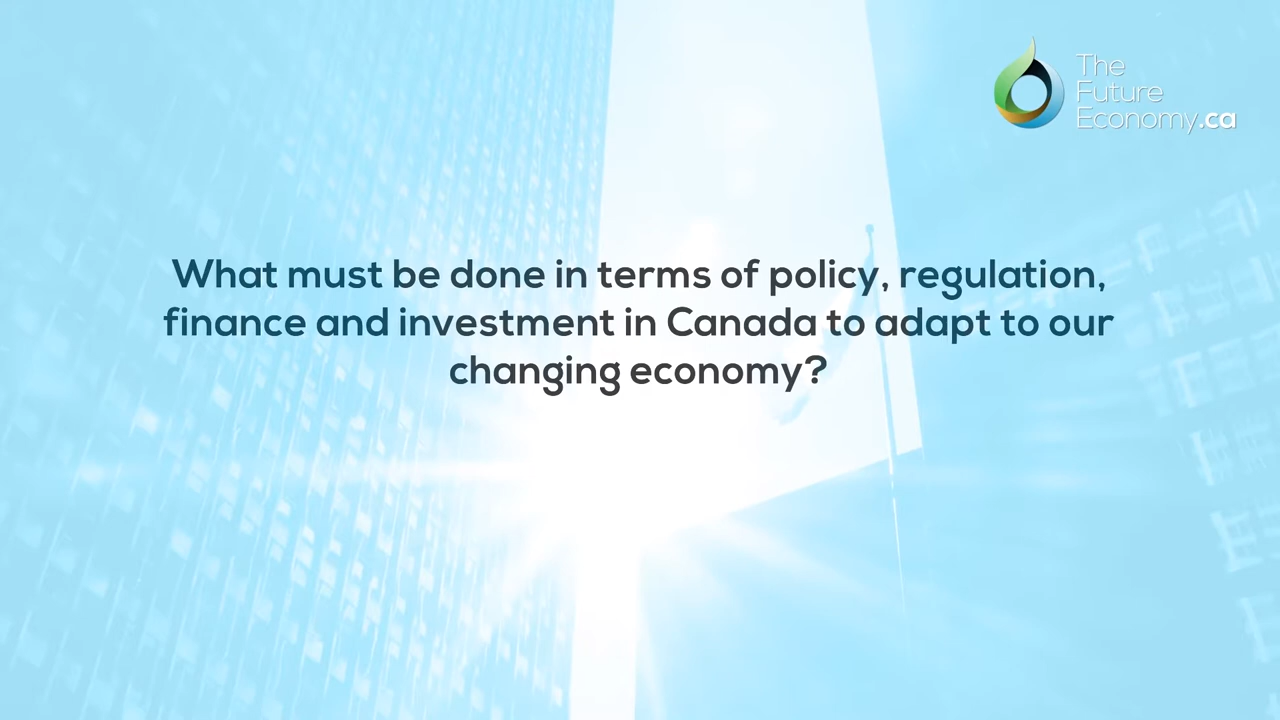 The
Future
Economy.ca
What must be done in terms of policy, regulation,
finance and investment in Canada to adapt to our
changing economy?